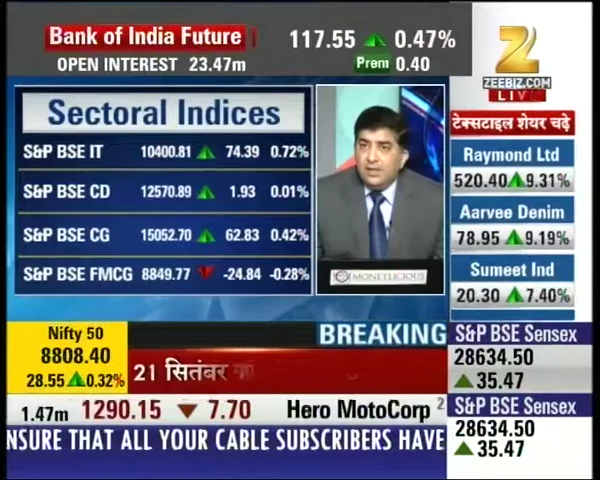 Bank of India Future
117.55 0.47%
OPEN INTEREST 23.47m
Prem 0.40
Z
ZEEBIZ.COM
LIVE
Sectoral Indices
S&P BSE IT 10400.81 74.39 0.72%
S&P BSE CD 12570.89 1.93 0.01%
S&P BSE CG 15052.70 62.83 0.42%
S&P BSE FMCG 8849.77 -24.84 -0.28%
MONEYLICIOUS
टेक्सटाइल शेयर चढ़े
Raymond Ltd
520.40 9.31%
Aarvee Denim
78.95 9.19%
Sumeet Ind
20.30 7.40%
Nifty 50
8808.40
28.55 0.32%
BREAKING
21 सितंबर
S&P BSE Sensex
28634.50
35.47
1.47m 1290.15 7.70 Hero MotoCorp 2
S&P BSE Sensex
28634.50
35.47
NSURE THAT ALL YOUR CABLE SUBSCRIBERS HAVE